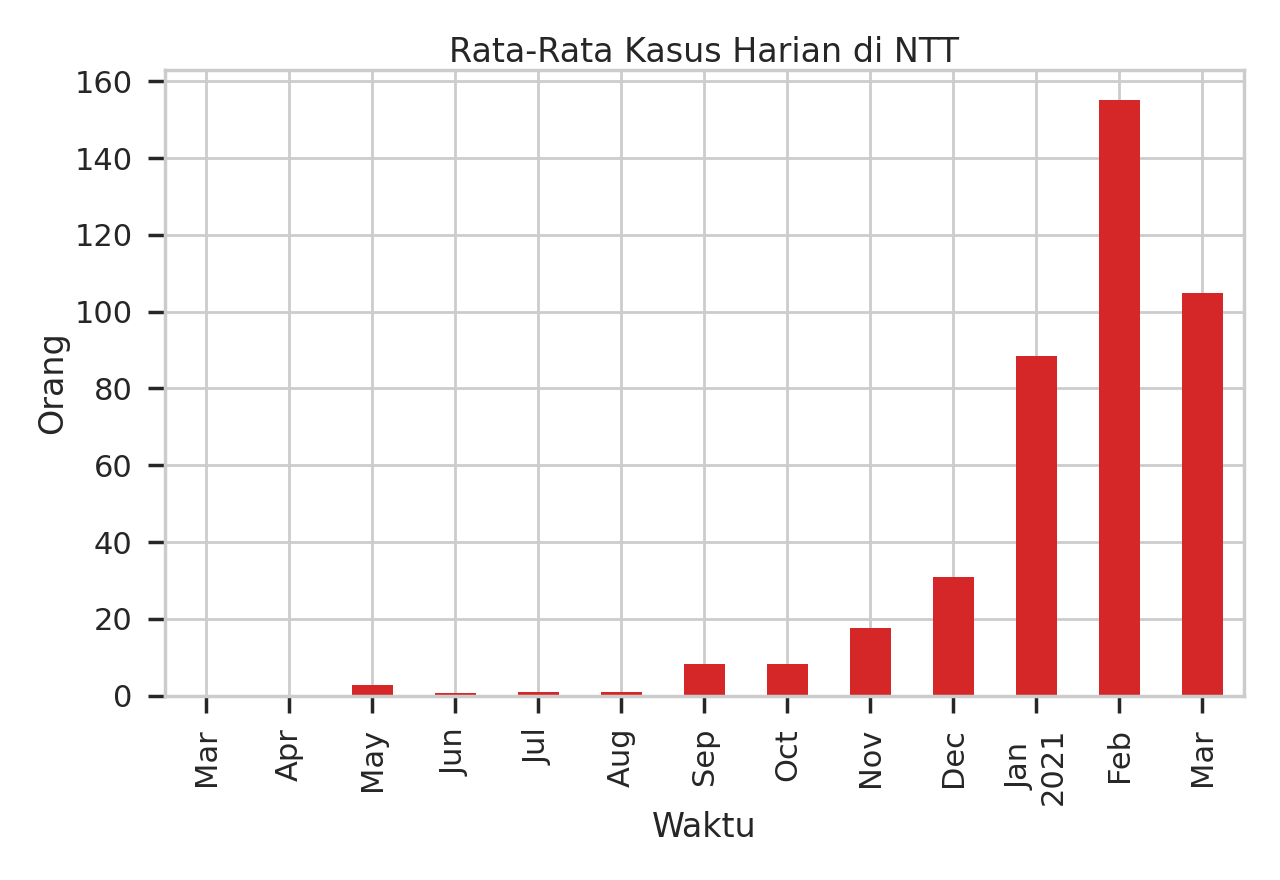 Rata-Rata Kasus Harian di NTT
160
140
120
100
80
60
40
20
0
Orang
Mar
Apr
May
Jun
Jul
Aug
Sep
Oct
Nov
Dec
Jan
2021
Feb
Mar
Waktu